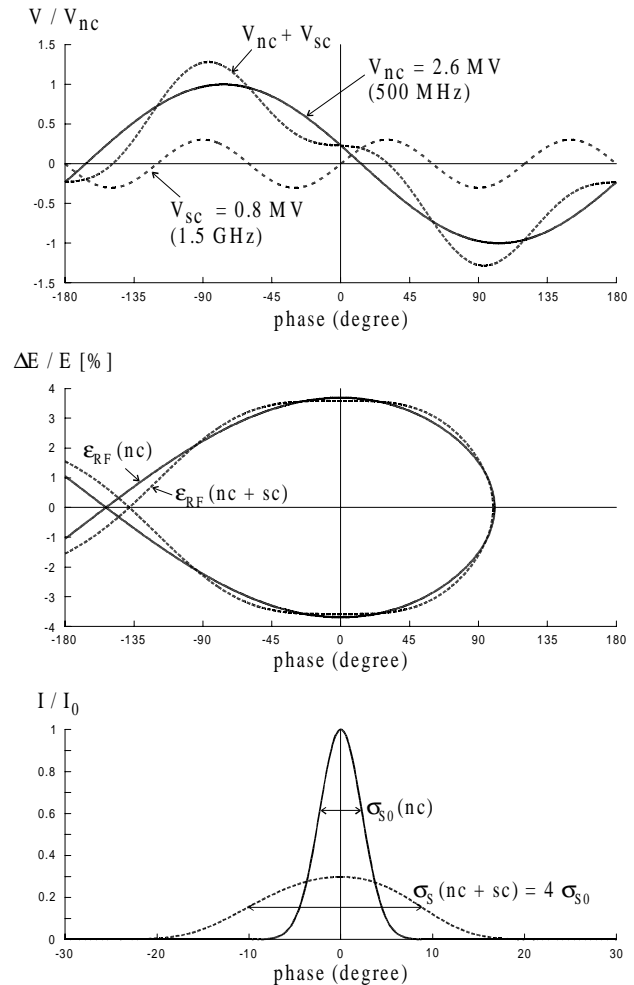 V / Vnc
1.5
Vnc + Vsc
Vnc = 2.6 MV
(500 MHz)
1
0.5
0
Vsc = 0.8 MV
(1.5 GHz)
-0.5
-1
-1.5
-180 -135 -90 -45 0 45 90 135 180
phase (degree)
ΔE / E [%]
4
3
εRF (nc)
2
εRF (nc + sc)
1
0
-1
-2
-3
-4
-180 -135 -90 -45 0 45 90 135 180
phase (degree)
I / I0
1
0.8
σS0 (nc)
0.6
0.4
σS (nc + sc) = 4 σS0
0.2
0
-30 -20 -10 0 10 20 30
phase (degree)